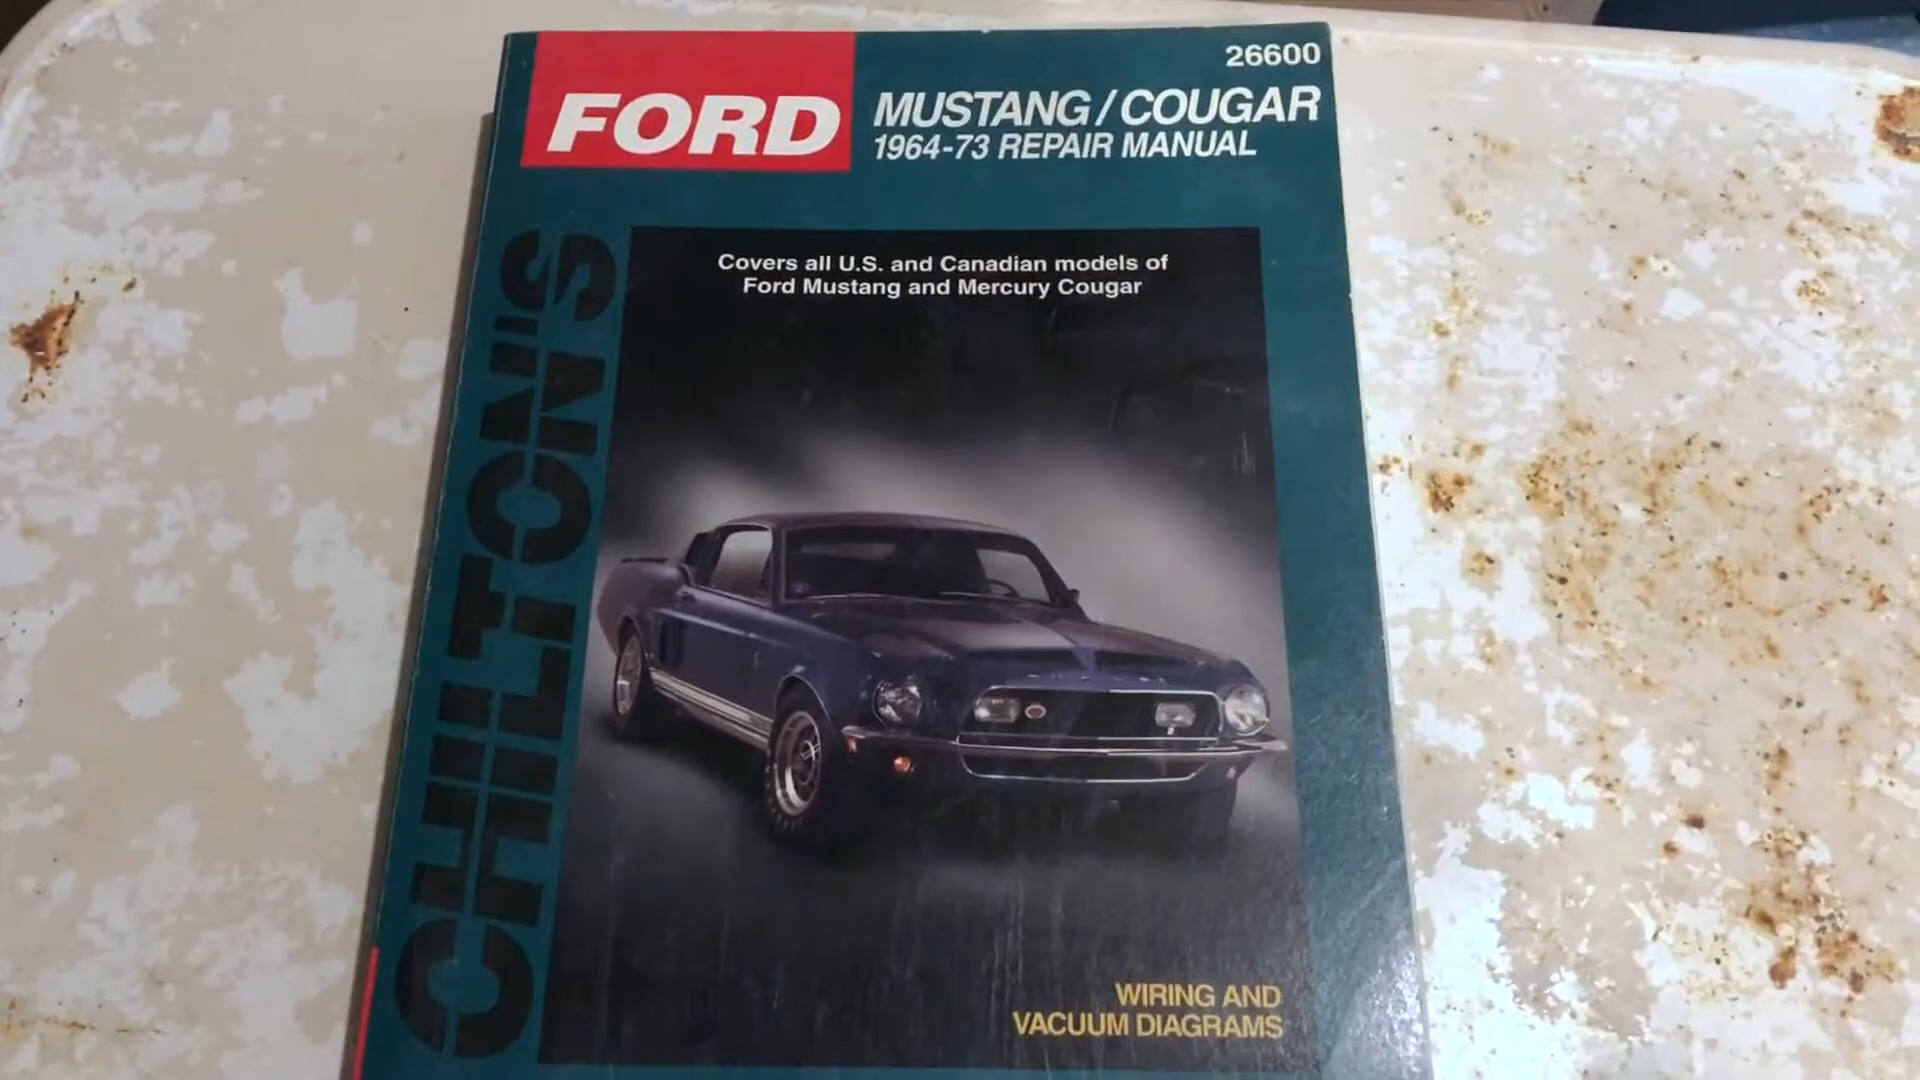 FORD
26600
MUSTANG/COUGAR
1964-73 REPAIR MANUAL
CHILTON'S
Covers all U.S. and Canadian models of
Ford Mustang and Mercury Cougar
WIRING AND
VACUUM DIAGRAMS